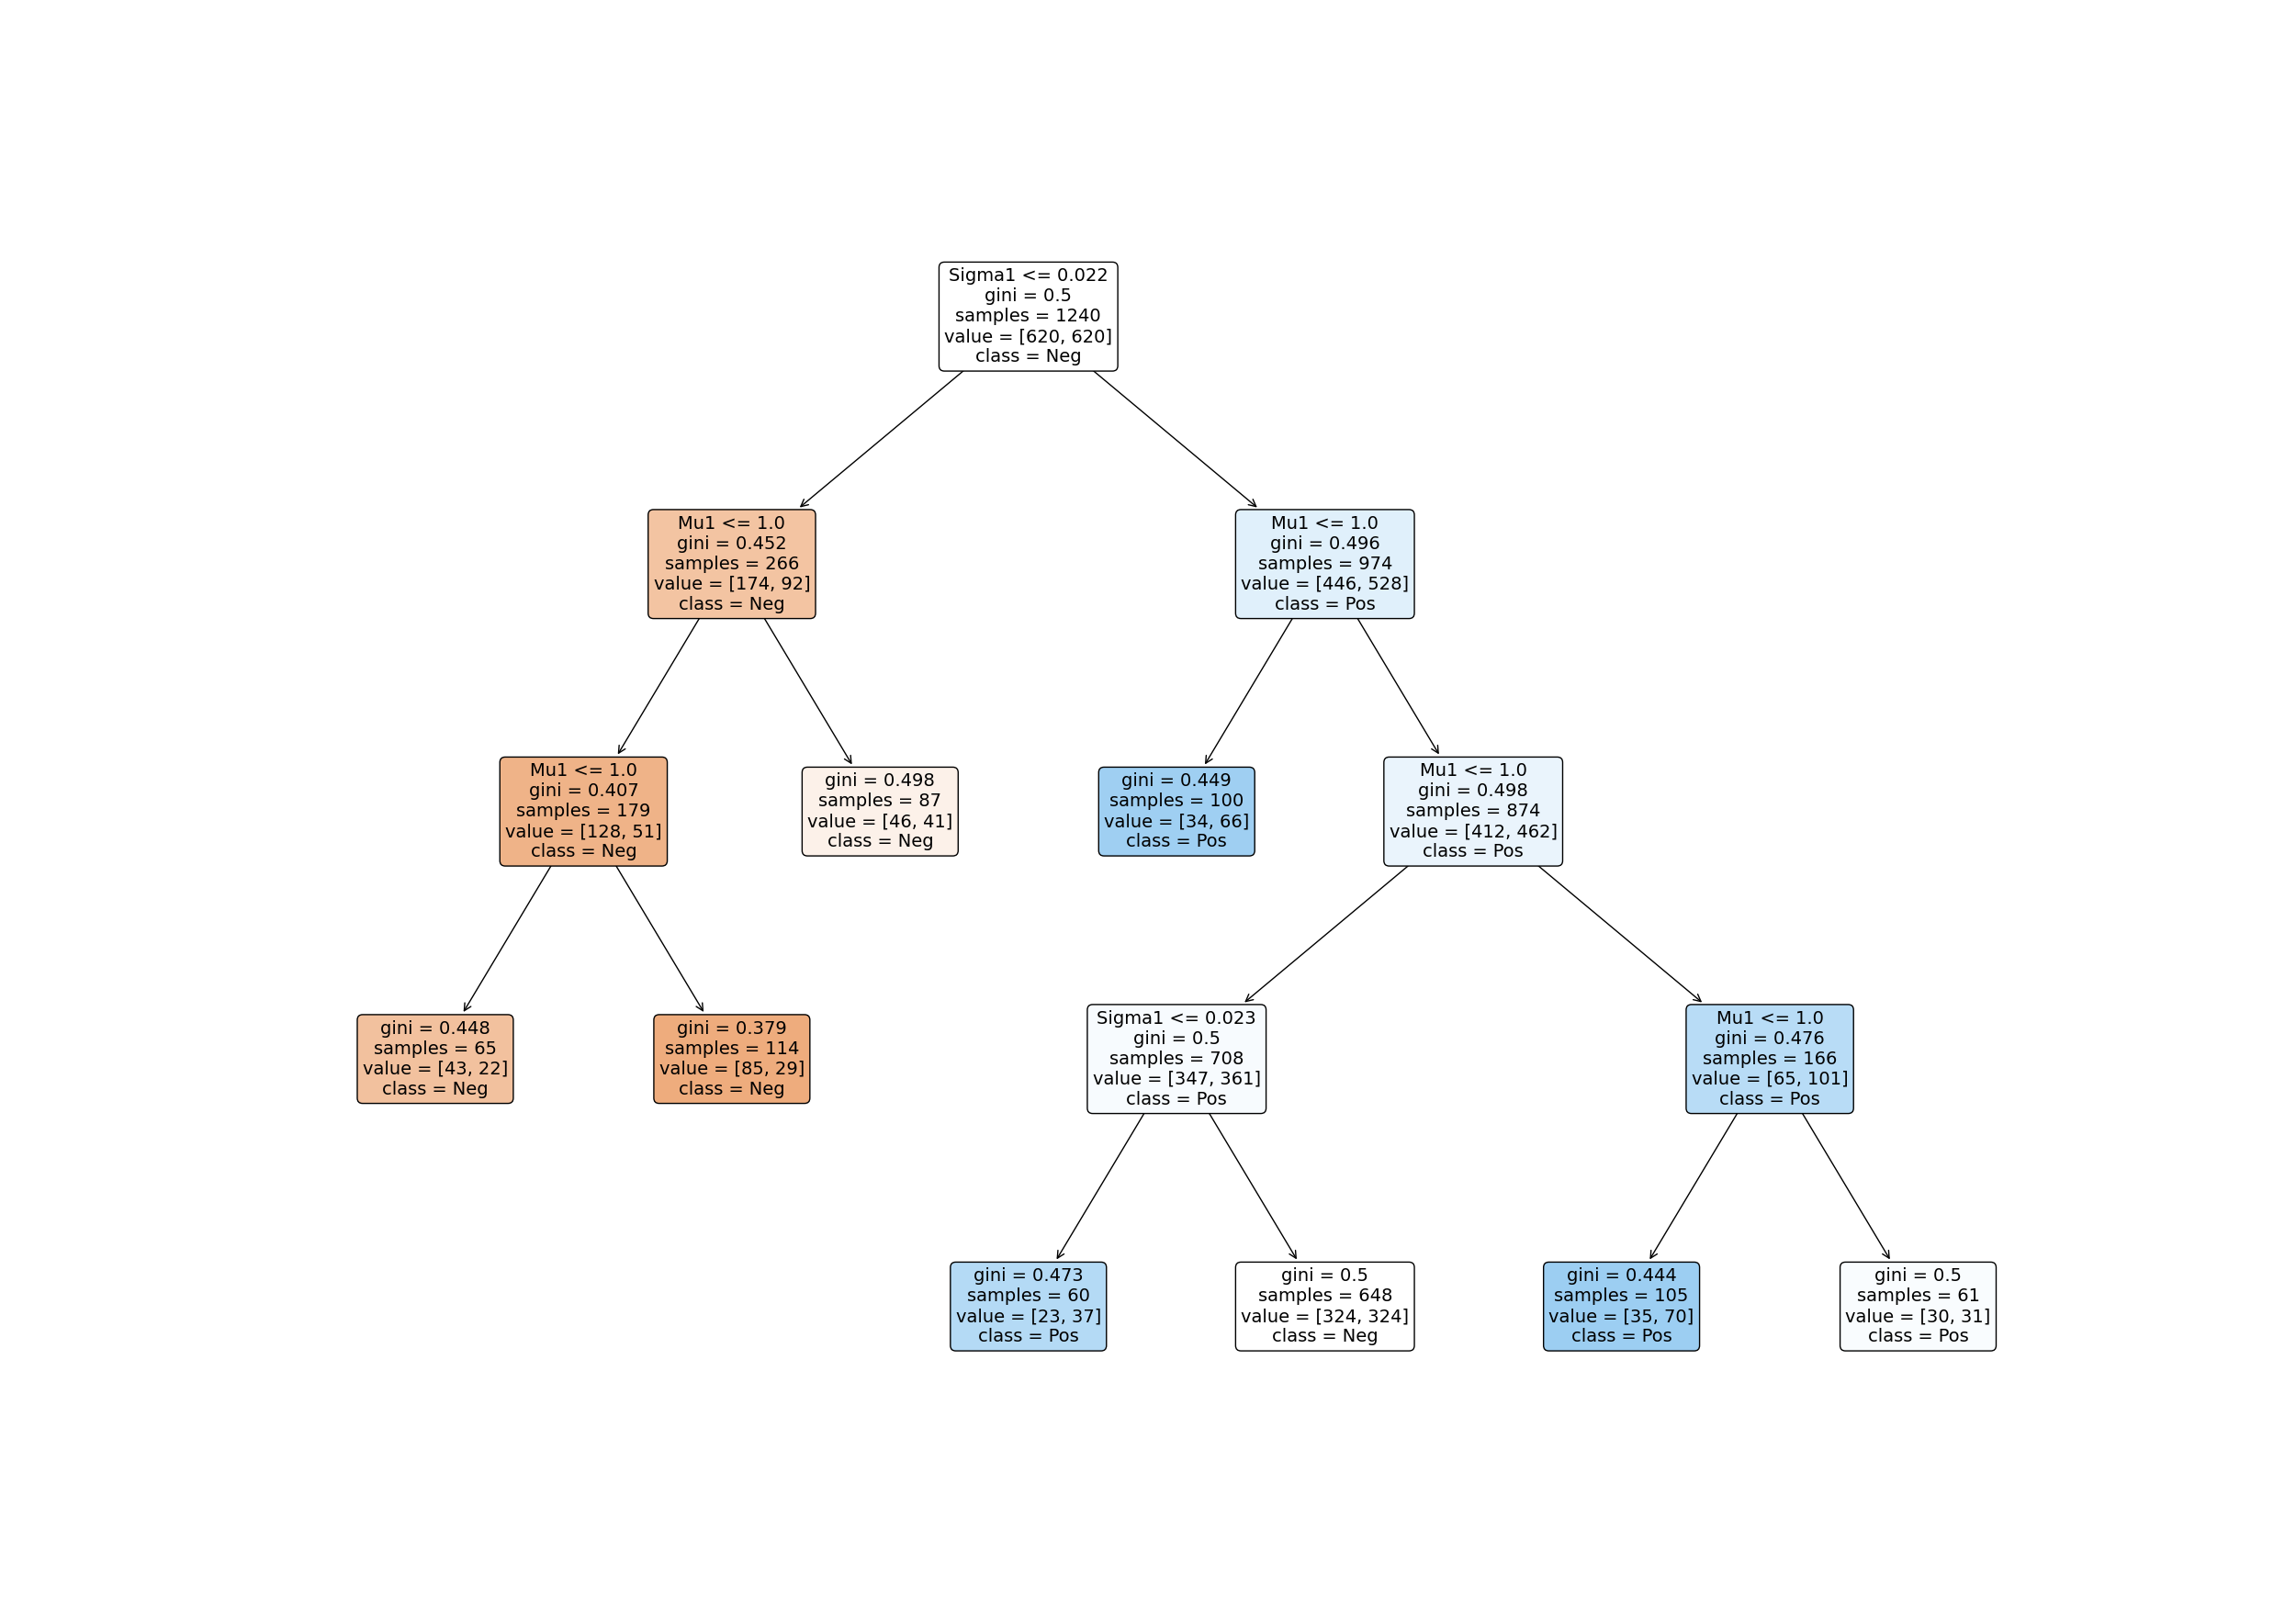 Sigma1 <= 0.022
gini = 0.5
samples = 1240
value = [620, 620]
class = Neg
Mu1 <= 1.0
gini = 0.452
samples = 266
value = [174, 92]
class = Neg
Mu1 <= 1.0
gini = 0.496
samples = 974
value = [446, 528]
class = Pos
Mu1 <= 1.0
gini = 0.407
samples = 179
value = [128, 51]
class = Neg
gini = 0.498
samples = 87
value = [46, 41]
class = Neg
gini = 0.449
samples = 100
value = [34, 66]
class = Pos
Mu1 <= 1.0
gini = 0.498
samples = 874
value = [412, 462]
class = Pos
gini = 0.448
samples = 65
value = [43, 22]
class = Neg
gini = 0.379
samples = 114
value = [85, 29]
class = Neg
Sigma1 <= 0.023
gini = 0.5
samples = 708
value = [347, 361]
class = Pos
Mu1 <= 1.0
gini = 0.476
samples = 166
value = [65, 101]
class = Pos
gini = 0.473
samples = 60
value = [23, 37]
class = Pos
gini = 0.5
samples = 648
value = [324, 324]
class = Neg
gini = 0.444
samples = 105
value = [35, 70]
class = Pos
gini = 0.5
samples = 61
value = [30, 31]
class = Pos